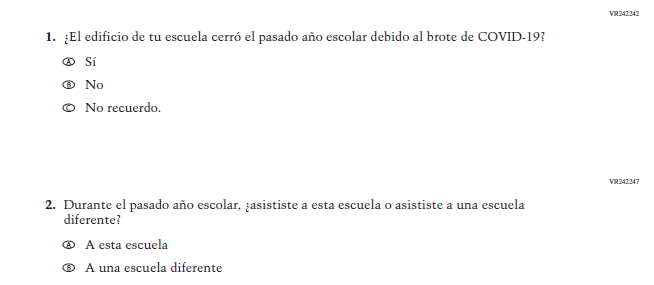 VR242242
1. ¿El edificio de tu escuela cerró el pasado año escolar debido al brote de COVID-19?
A Sí
B No
C No recuerdo.
VR242247
2. Durante el pasado año escolar, ¿asististe a esta escuela o asististe a una escuela
diferente?
A A esta escuela
B A una escuela diferente